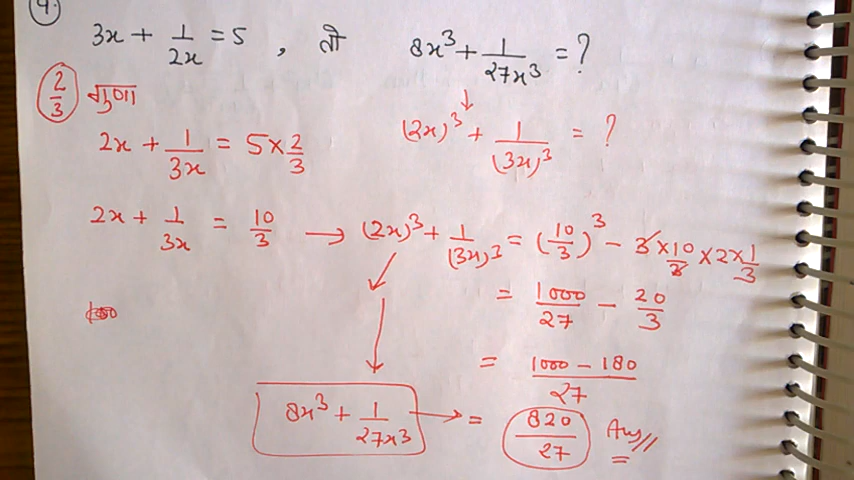 9.
3x + 1/2x = 5 , तो 8x³ + 1/27x³ = ?
2/3 गुणा
(2x)³ + 1/(3x)³ = ?
2x + 1/3x = 5 × 2/3
2x + 1/3x = 10/3 → (2x)³ + 1/(3x)³ = (10/3)³ - 3 × 10/3 × 2 × 1/3
= 1000/27 - 20/3
= 1000 - 180/27
8x³ + 1/27x³ → = 820/27 Ans//